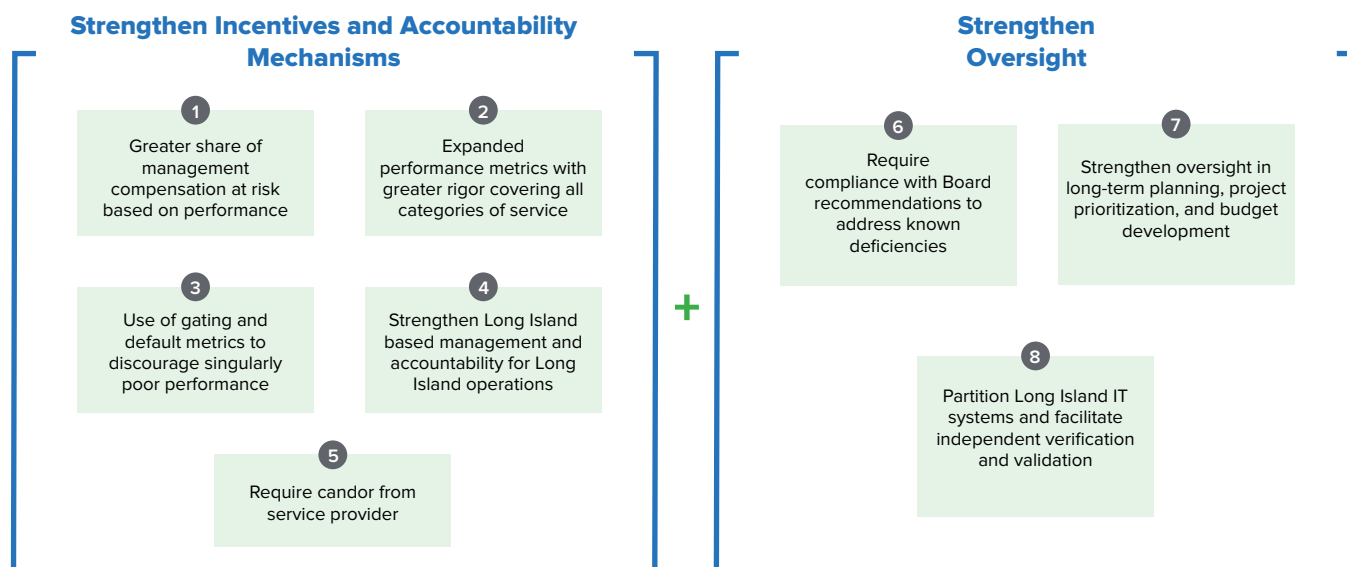 Strengthen Incentives and Accountability
Mechanisms
1
Greater share of
management
compensation at risk
based on performance
2
Expanded
performance metrics with
greater rigor covering all
categories of service
3
Use of gating and
default metrics to
discourage singularly
poor performance
4
Strengthen Long Island
based management and
accountability for Long
Island operations
5
Require candor from
service provider
+
Strengthen
Oversight
6
Require
compliance with Board
recommendations to
address known
deficiencies
7
Strengthen oversight in
long-term planning, project
prioritization, and budget
development
8
Partition Long Island IT
systems and facilitate
independent verification
and validation